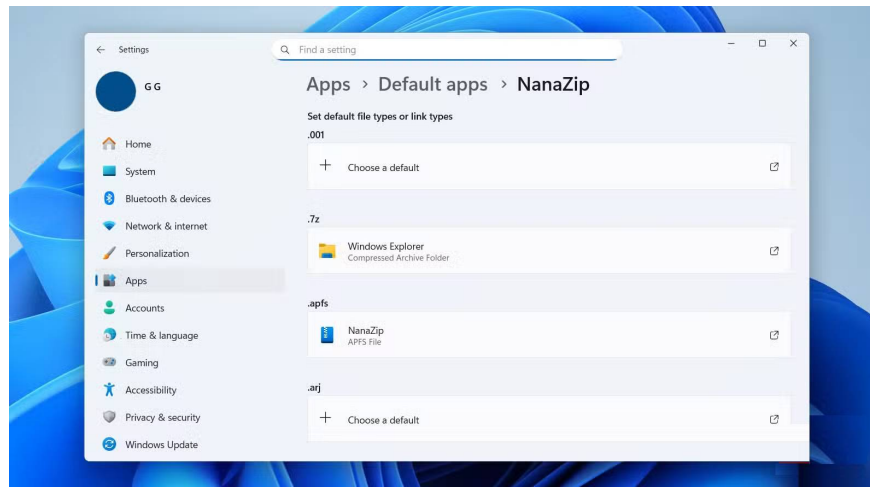 Settings
Find a setting
G G
Home
System
Bluetooth & devices
Network & internet
Personalization
Apps
Accounts
Time & language
Gaming
Accessibility
Privacy & security
Windows Update
Apps > Default apps > NanaZip
Set default file types or link types
.001
Choose a default
.7z
Windows Explorer
Compressed Archive Folder
.apfs
NanaZip
APFS File
.arj
Choose a default